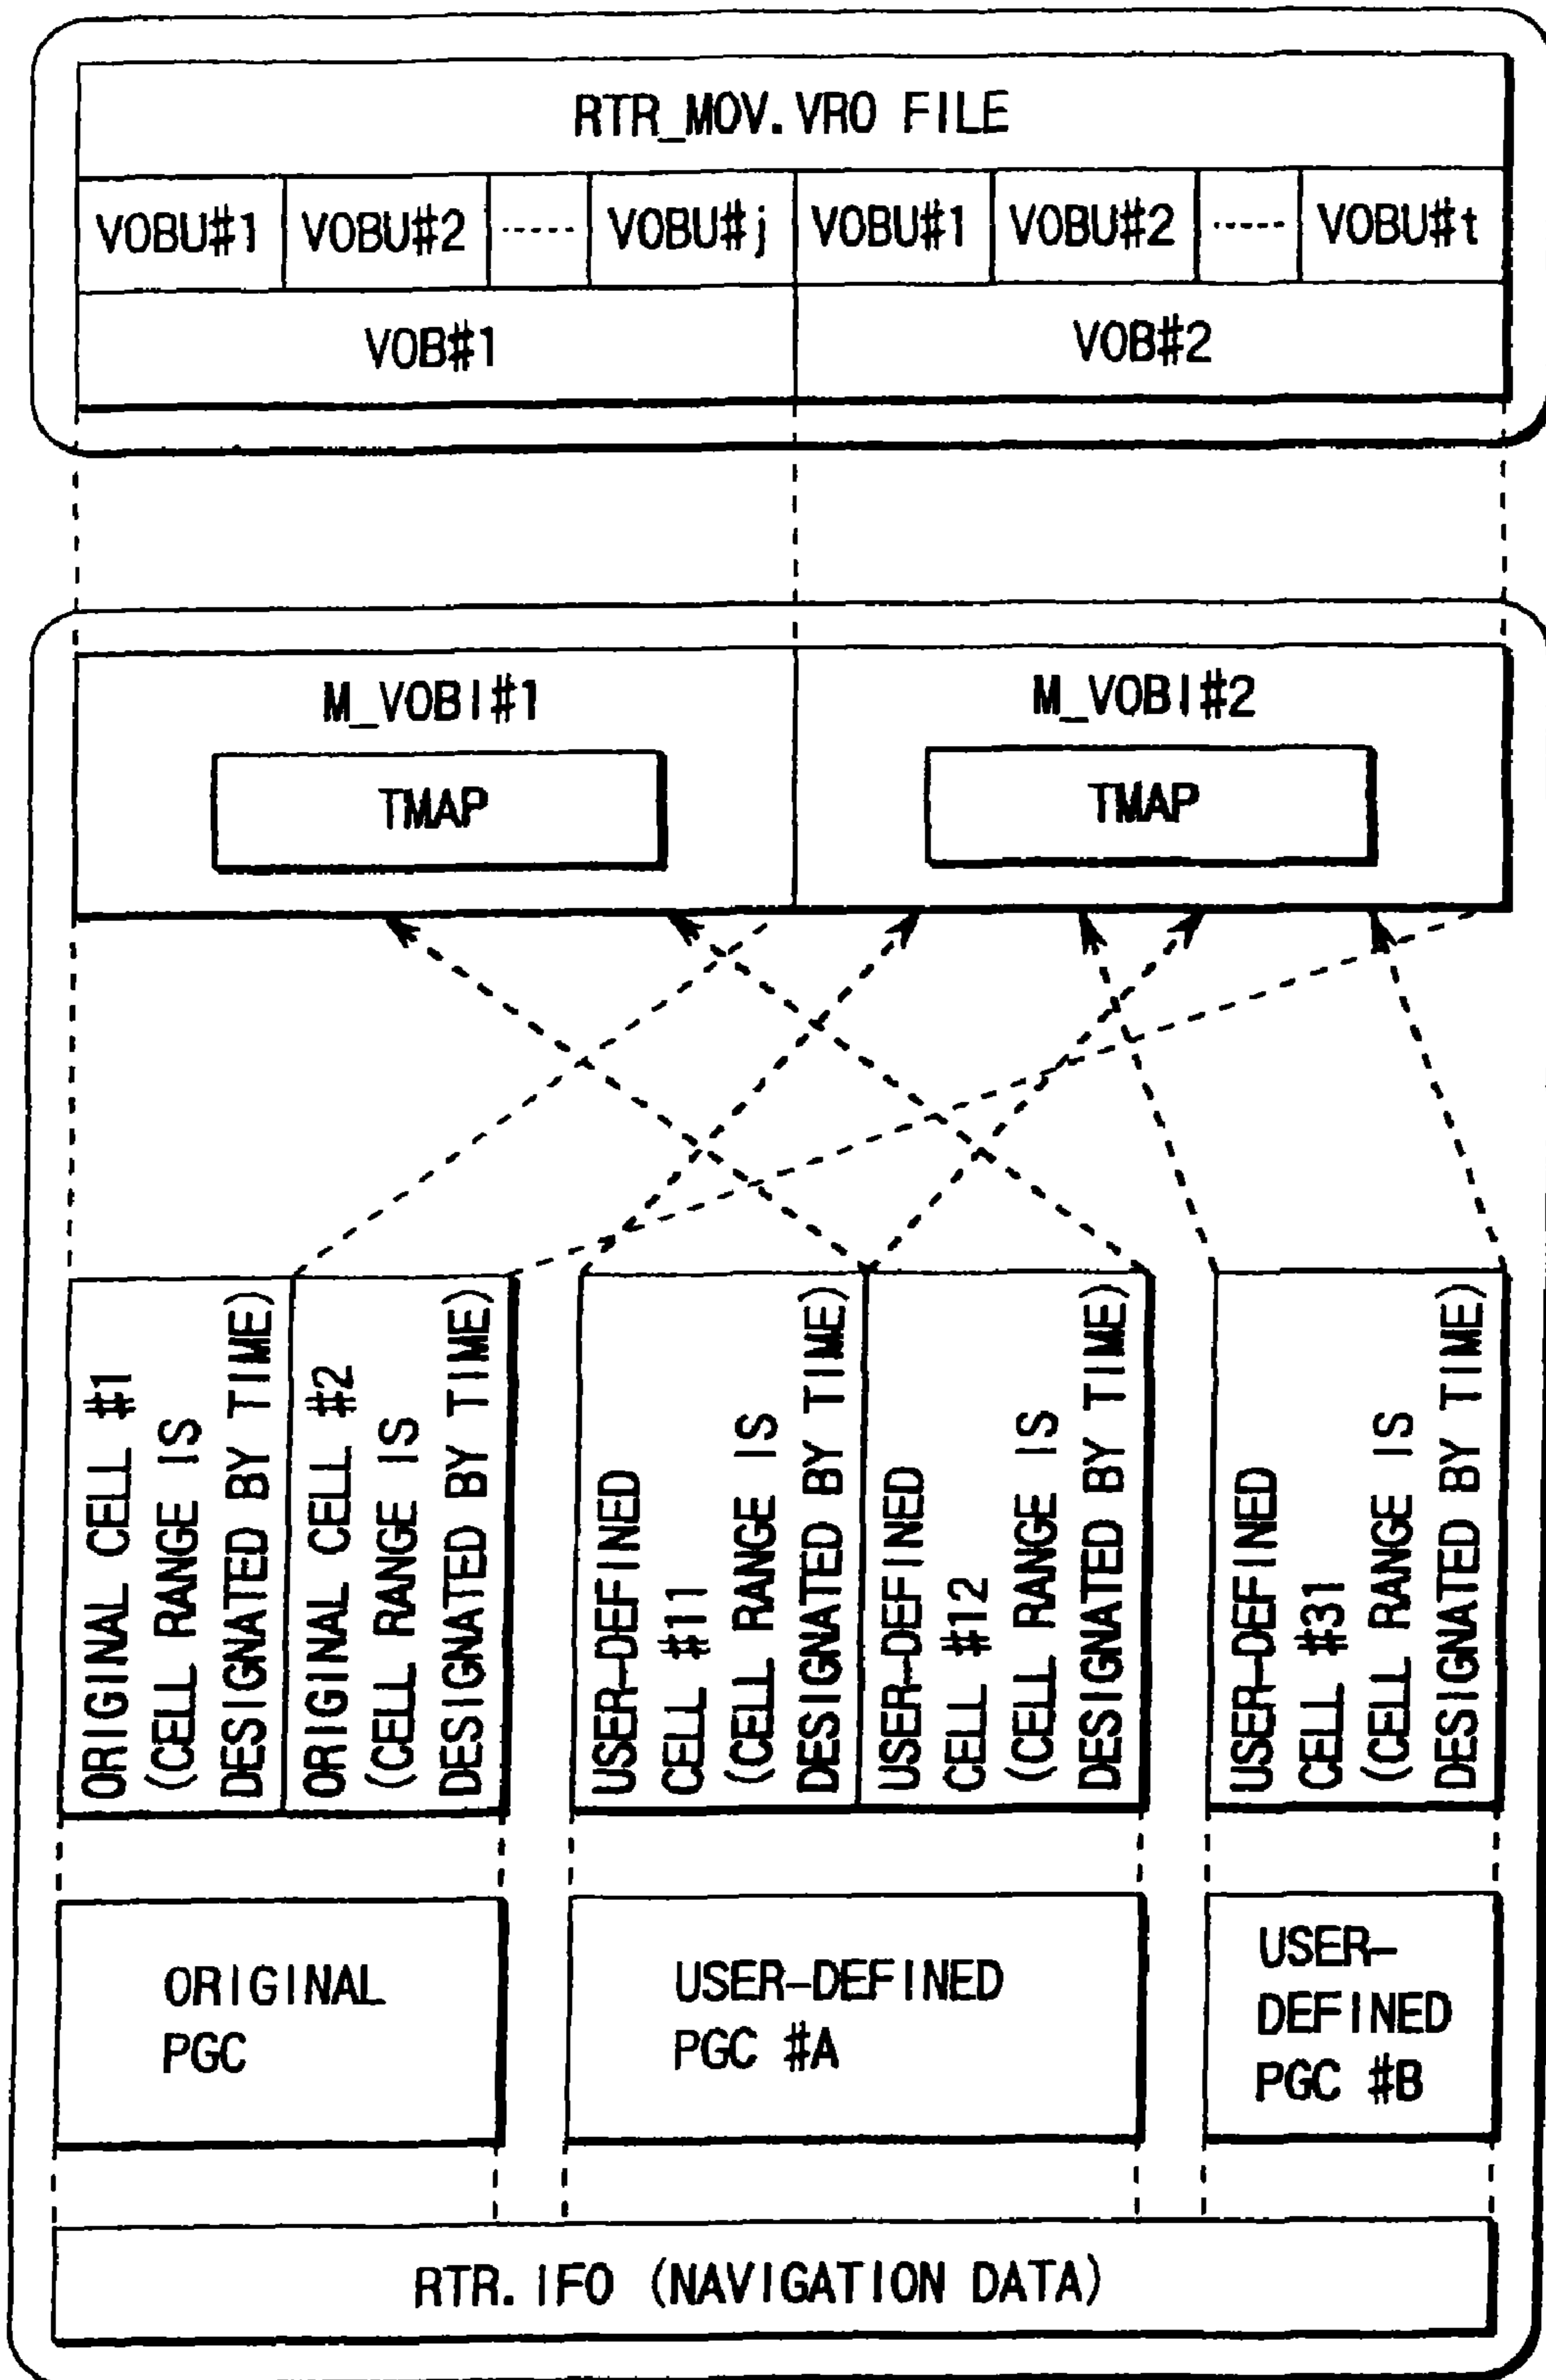 RTR_MOV.VRO FILE
VOBU#1 VOBU#2 ----- VOBU#j VOBU#1 VOBU#2 ----- VOBU#t
VOB#1 VOB#2
M_VOBI#1 M_VOBI#2
TMAP TMAP
ORIGINAL CELL #1
(CELL RANGE IS
DESIGNATED BY TIME)
ORIGINAL CELL #2
(CELL RANGE IS
DESIGNATED BY TIME)
USER-DEFINED
CELL #11
(CELL RANGE IS
DESIGNATED BY TIME)
USER-DEFINED
CELL #12
(CELL RANGE IS
DESIGNATED BY TIME)
USER-DEFINED
CELL #31
(CELL RANGE IS
DESIGNATED BY TIME)
ORIGINAL
PGC
USER-DEFINED
PGC #A
USER-
DEFINED
PGC #B
RTR.IFO (NAVIGATION DATA)